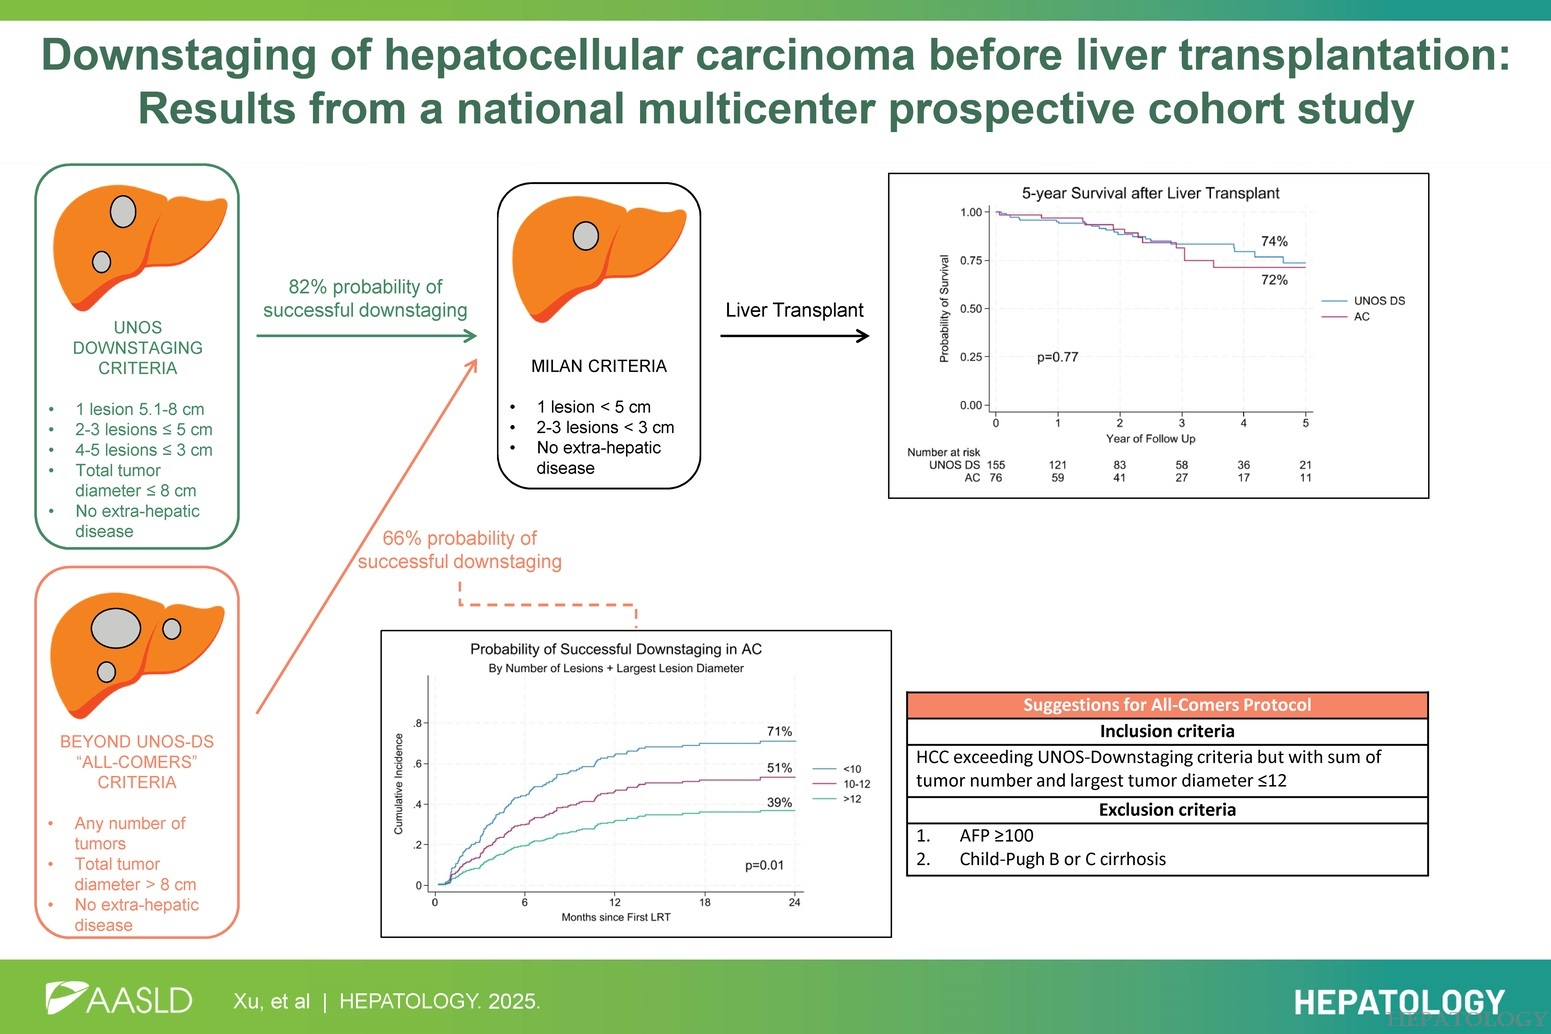 Downstaging of hepatocellular carcinoma before liver transplantation:
Results from a national multicenter prospective cohort study
UNOS
DOWNSTAGING
CRITERIA
• 1 lesion 5.1-8 cm
• 2-3 lesions ≤ 5 cm
• 4-5 lesions ≤ 3 cm
• Total tumor
diameter ≤ 8 cm
• No extra-hepatic
disease
82% probability of
successful downstaging
MILAN CRITERIA
• 1 lesion < 5 cm
• 2-3 lesions < 3 cm
• No extra-hepatic
disease
Liver Transplant
5-year Survival after Liver Transplant
Probability of Survival
1.00
0.75
0.50
0.25
0.00
74%
72%
p=0.77
UNOS DS
AC
0 1 2 3 4 5
Year of Follow Up
Number at risk
UNOS DS 155 121 83 58 36 21
AC 76 59 41 27 17 11
BEYOND UNOS-DS
“ALL-COMERS”
CRITERIA
• Any number of
tumors
• Total tumor
diameter > 8 cm
• No extra-hepatic
disease
66% probability of
successful downstaging
Probability of Successful Downstaging in AC
By Number of Lesions + Largest Lesion Diameter
Cumulative Incidence
.8
.6
.4
.2
0
71%
51%
39%
p=0.01
<10
10-12
>12
0 6 12 18 24
Months since First LRT
Suggestions for All-Comers Protocol
Inclusion criteria
HCC exceeding UNOS-Downstaging criteria but with sum of
tumor number and largest tumor diameter ≤12
Exclusion criteria
1. AFP ≥100
2. Child-Pugh B or C cirrhosis
AASLD
Xu, et al | HEPATOLOGY. 2025.
HEPATOLOGY
HEPATOLOGY